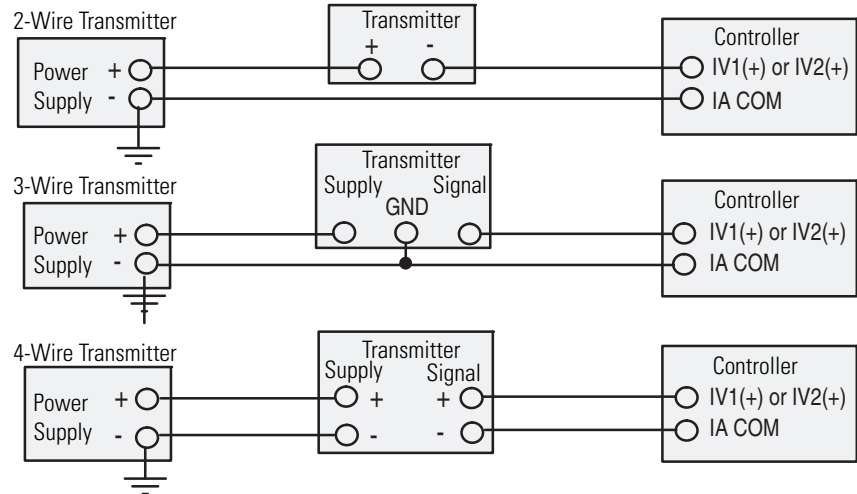 2-Wire Transmitter
Power Supply + -
Transmitter
+ -
Controller
IV1(+) or IV2(+)
IA COM
3-Wire Transmitter
Power Supply + -
Transmitter
Supply Signal
GND
Controller
IV1(+) or IV2(+)
IA COM
4-Wire Transmitter
Power Supply + -
Transmitter
Supply Signal
+ +
- -
Controller
IV1(+) or IV2(+)
IA COM